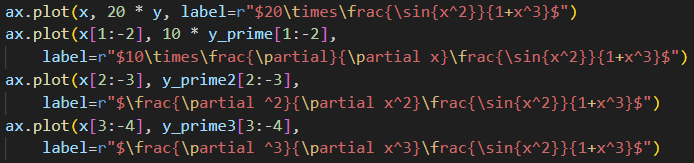 ax.plot(x, 20 * y, label=r"$20\times\frac{\sin{x^2}}{1+x^3}$")
ax.plot(x[1:-2], 10 * y_prime[1:-2],
    label=r"$10\times\frac{\partial}{\partial x}\frac{\sin{x^2}}{1+x^3}$")
ax.plot(x[2:-3], y_prime2[2:-3],
    label=r"$\frac{\partial ^2}{\partial x^2}\frac{\sin{x^2}}{1+x^3}$")
ax.plot(x[3:-4], y_prime3[3:-4],
    label=r"$\frac{\partial ^3}{\partial x^3}\frac{\sin{x^2}}{1+x^3}$")